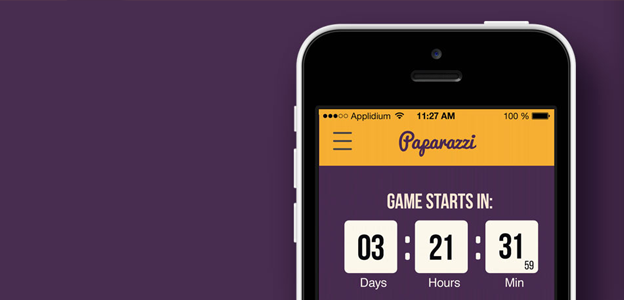 ●●●○○ Applidium 11:27 AM 100 %
Paparazzi
GAME STARTS IN:
03 : 21 : 31 59
Days Hours Min